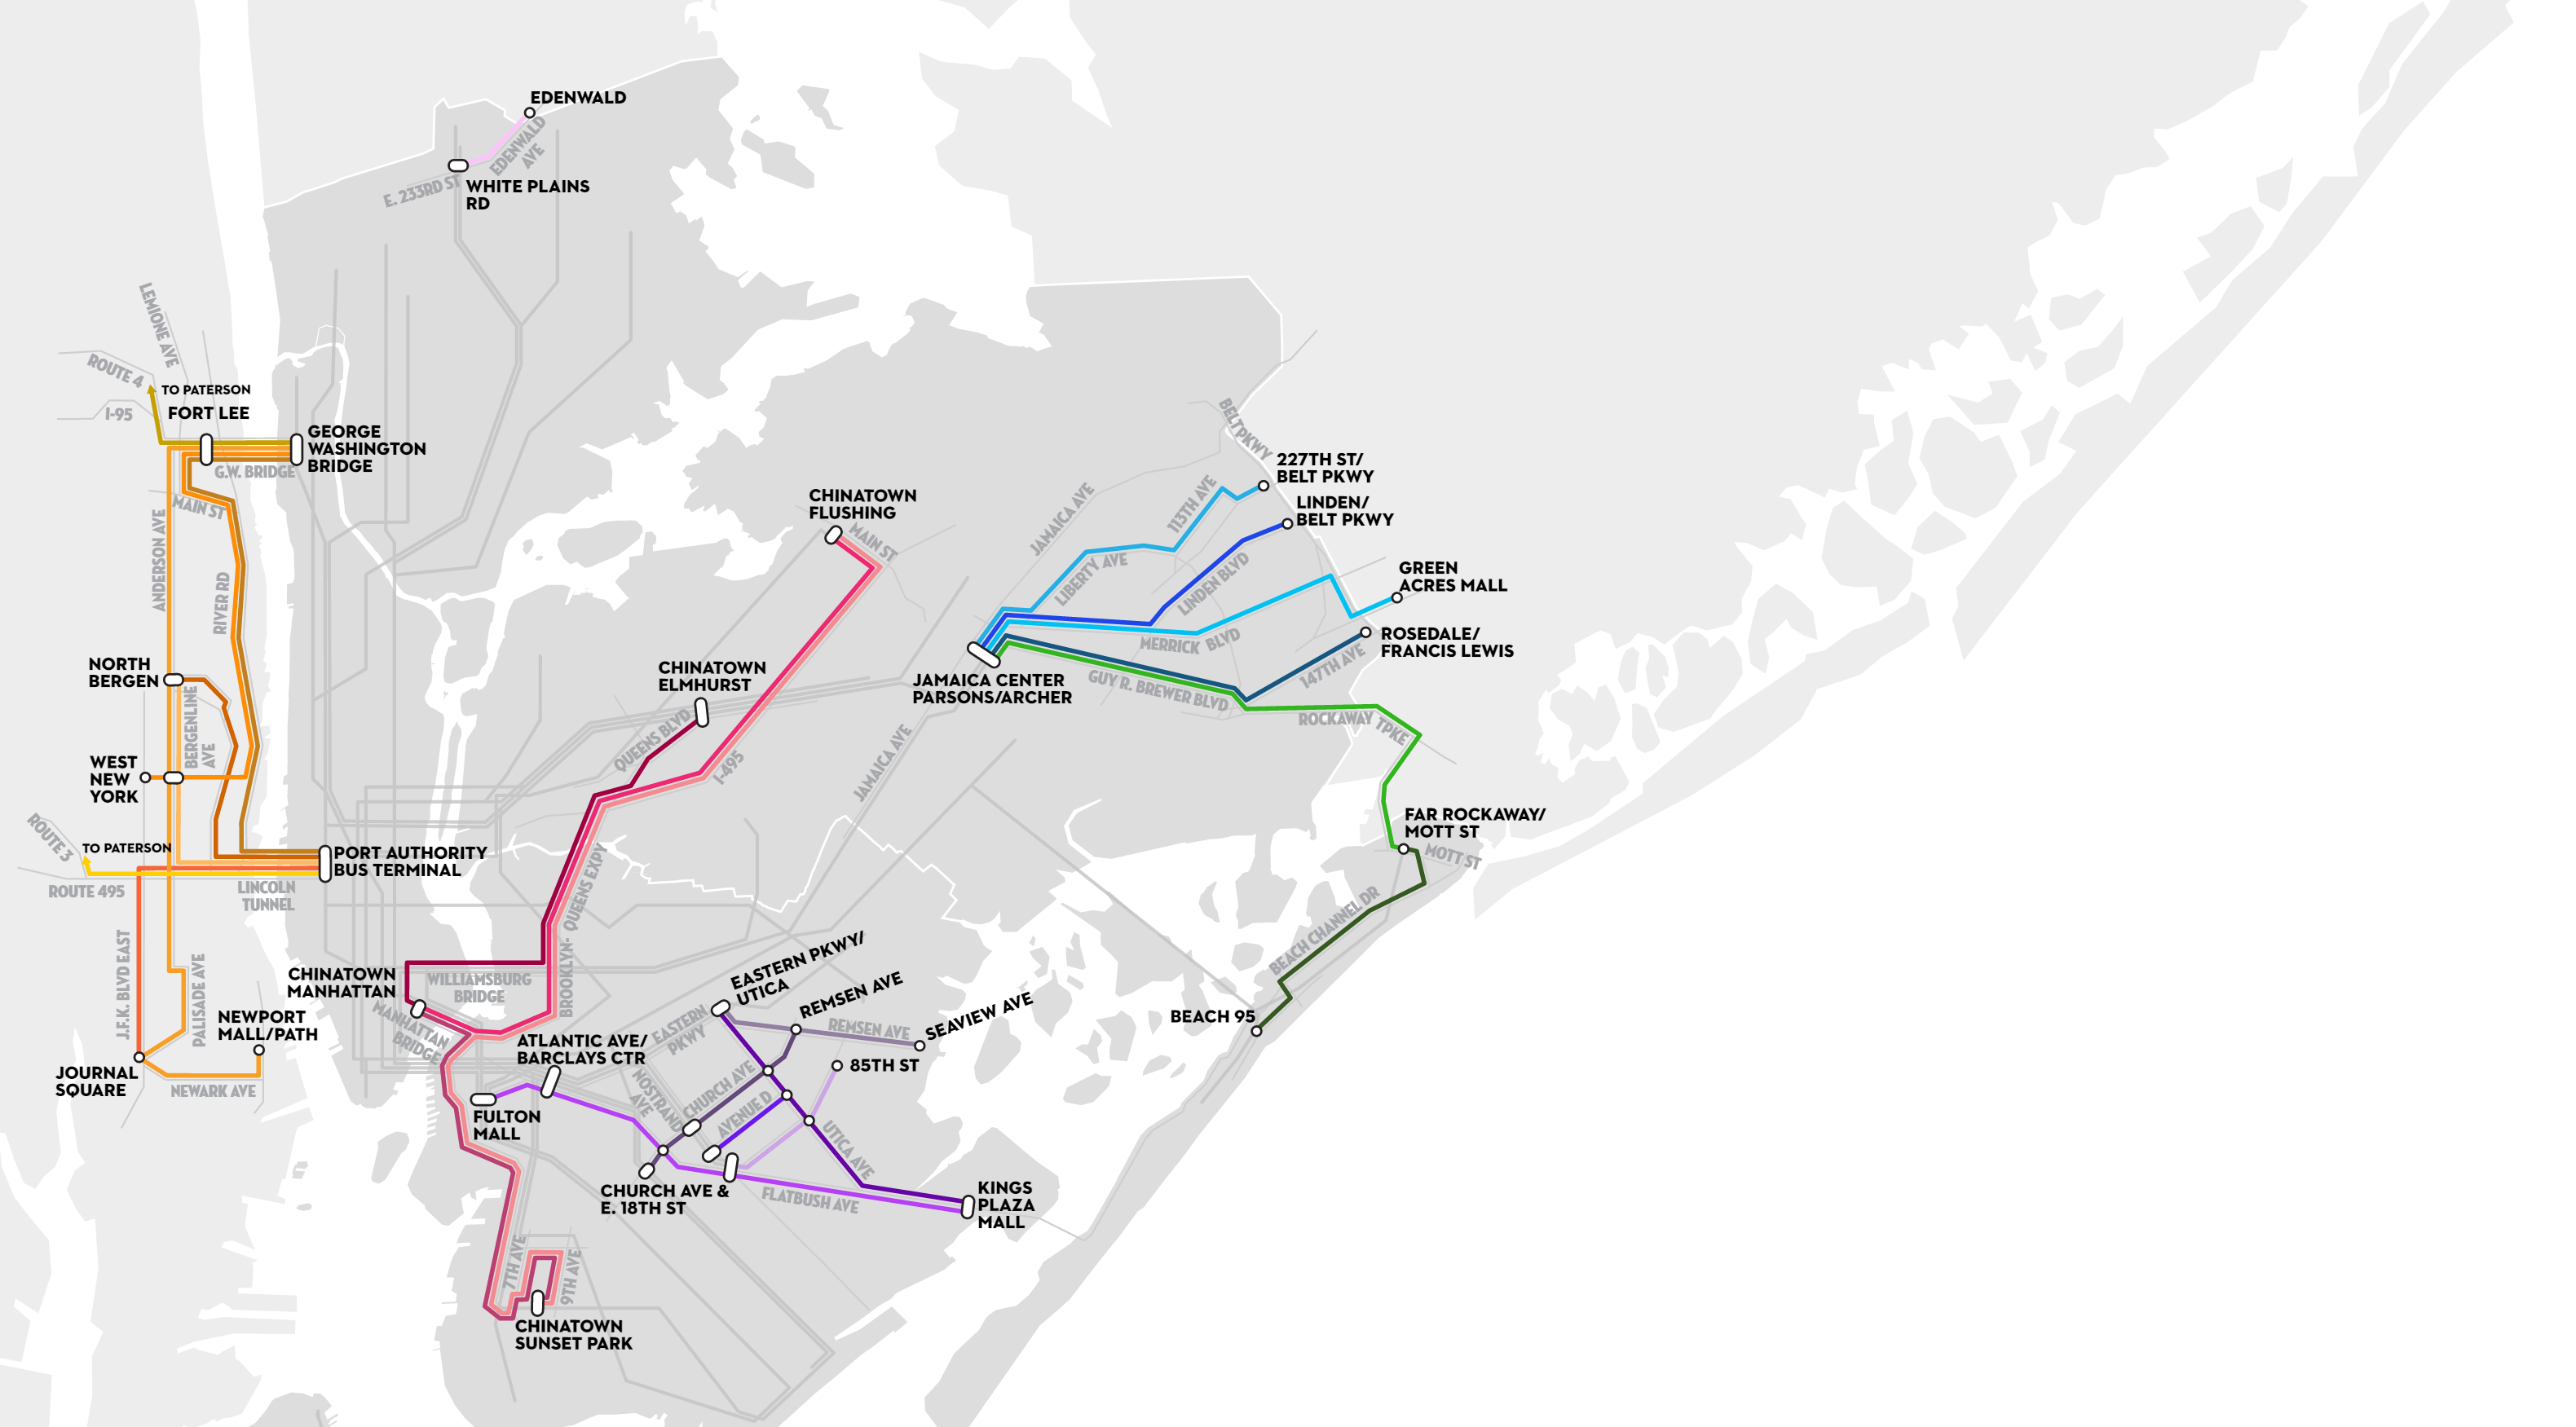 EDENWALD
EDENWALD
AVE
E. 233RD ST
WHITE PLAINS
RD
LEMIONE AVE
ROUTE 4
TO PATERSON
I-95
FORT LEE
GEORGE
WASHINGTON
BRIDGE
G.W. BRIDGE
MAIN ST
ANDERSON AVE
RIVER RD
NORTH
BERGEN
BERGENLINE
AVE
WEST
NEW
YORK
ROUTE 3
TO PATERSON
ROUTE 495
PORT AUTHORITY
BUS TERMINAL
LINCOLN
TUNNEL
J.F.K. BLVD EAST
PALISADE AVE
NEWPORT
MALL/PATH
JOURNAL
SQUARE
NEWARK AVE
CHINATOWN
FLUSHING
MAIN ST
CHINATOWN
ELMHURST
QUEENS BLVD
I-495
BROOKLYN-QUEENS EXPY
CHINATOWN
MANHATTAN
WILLIAMSBURG
BRIDGE
MANHATTAN
BRIDGE
ATLANTIC AVE/
BARCLAYS CTR
FULTON
MALL
7TH AVE
9TH AVE
CHINATOWN
SUNSET PARK
EASTERN PKWY/
UTICA
EASTERN
PKWY
REMSEN AVE
REMSEN AVE
SEAVIEW AVE
85TH ST
NOSTRAND
AVE
CHURCH AVE
AVENUE D
UTICA AVE
CHURCH AVE &
E. 18TH ST
FLATBUSH AVE
KINGS
PLAZA
MALL
JAMAICA AVE
JAMAICA AVE
BELT PKWY
227TH ST/
BELT PKWY
113TH AVE
LINDEN/
BELT PKWY
LIBERTY AVE
LINDEN BLVD
GREEN
ACRES MALL
MERRICK BLVD
ROSEDALE/
FRANCIS LEWIS
147TH AVE
JAMAICA CENTER
PARSONS/ARCHER
GUY R. BREWER BLVD
ROCKAWAY TPKE
FAR ROCKAWAY/
MOTT ST
MOTT ST
BEACH CHANNEL DR
BEACH 95